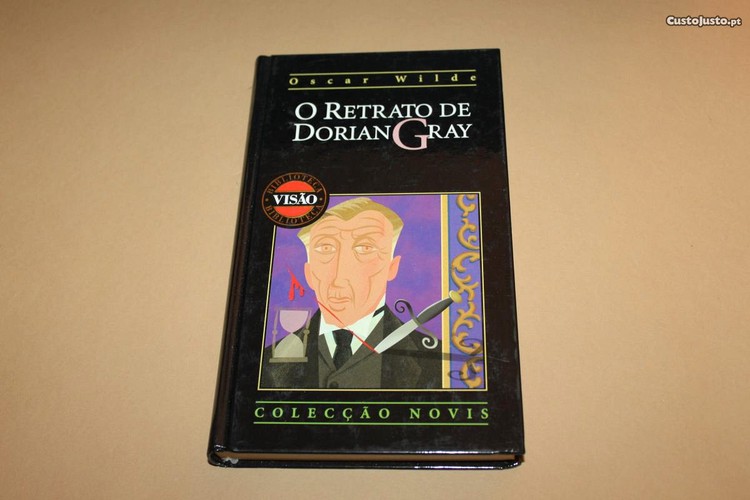 CustoJusto.pt
Oscar Wilde
O RETRATO DE
DORIAN GRAY
BIBLIOTECA
VISÃO
BIBLIOTECA
COLECÇÃO NOVIS